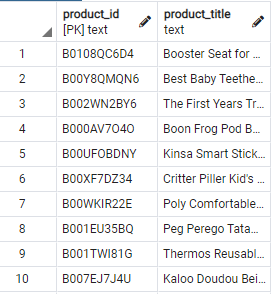 product_id product_title
[PK] text text
1 B0108QC6D4 Booster Seat for ...
2 B00Y8QMQN6 Best Baby Teethe...
3 B002WN2BY6 The First Years Tr...
4 B000AV7O4O Boon Frog Pod B...
5 B00UFOBDNY Kinsa Smart Stick...
6 B00XF7DZ34 Critter Piller Kid's ...
7 B00WKIR22E Poly Comfortable...
8 B001EU35BQ Peg Perego Tata...
9 B001TWI81G Thermos Reusabl...
10 B007EJ7J4U Kaloo Doudou Bei...